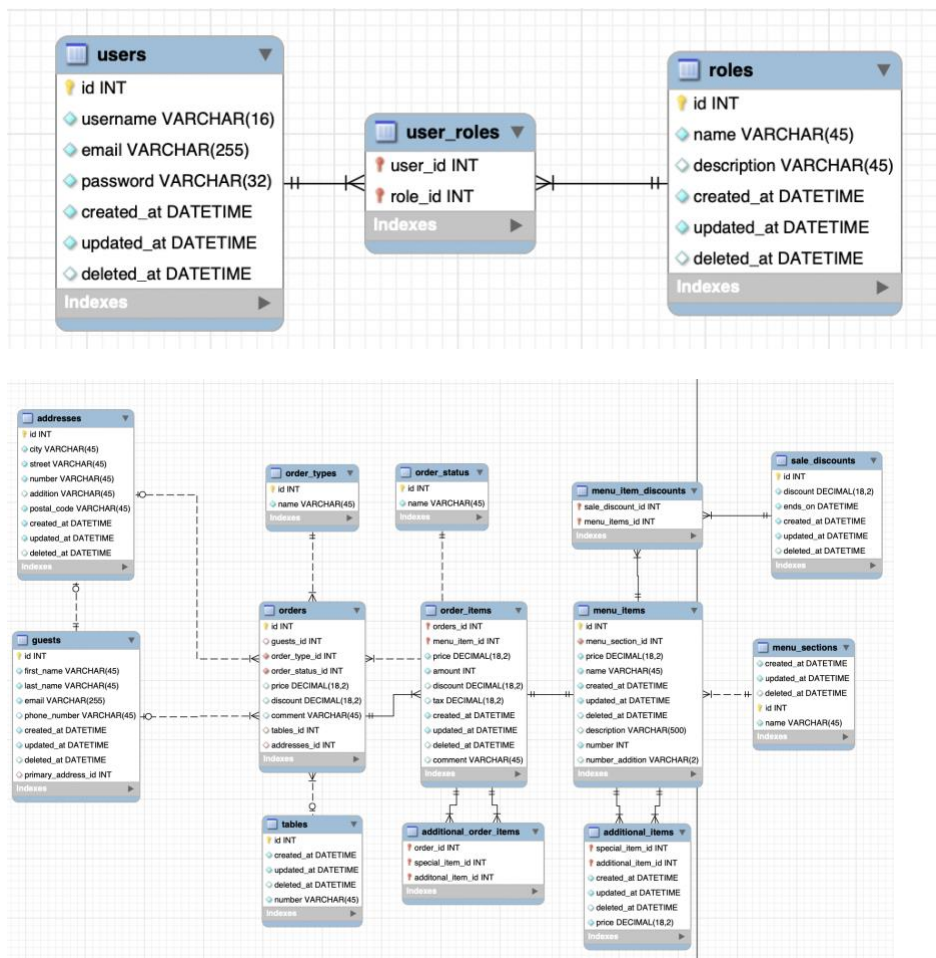 users
id INT
username VARCHAR(16)
email VARCHAR(255)
password VARCHAR(32)
created_at DATETIME
updated_at DATETIME
deleted_at DATETIME
Indexes
user_roles
user_id INT
role_id INT
Indexes
roles
id INT
name VARCHAR(45)
description VARCHAR(45)
created_at DATETIME
updated_at DATETIME
deleted_at DATETIME
Indexes
addresses
id INT
city VARCHAR(45)
street VARCHAR(45)
number VARCHAR(45)
addition VARCHAR(45)
postal_code VARCHAR(45)
created_at DATETIME
updated_at DATETIME
deleted_at DATETIME
Indexes
order_types
id INT
name VARCHAR(45)
Indexes
order_status
id INT
name VARCHAR(45)
Indexes
menu_item_discounts
sale_discount_id INT
menu_items_id INT
Indexes
sale_discounts
id INT
discount DECIMAL(18,2)
ends_on DATETIME
created_at DATETIME
updated_at DATETIME
deleted_at DATETIME
Indexes
guests
id INT
first_name VARCHAR(45)
last_name VARCHAR(45)
email VARCHAR(255)
phone_number VARCHAR(45)
created_at DATETIME
updated_at DATETIME
deleted_at DATETIME
primary_address_id INT
Indexes
orders
id INT
guests_id INT
order_type_id INT
order_status_id INT
price DECIMAL(18,2)
discount DECIMAL(18,2)
comment VARCHAR(45)
tables_id INT
addresses_id INT
Indexes
order_items
orders_id INT
menu_item_id INT
price DECIMAL(18,2)
amount INT
discount DECIMAL(18,2)
tax DECIMAL(18,2)
created_at DATETIME
updated_at DATETIME
deleted_at DATETIME
comment VARCHAR(45)
Indexes
menu_items
id INT
menu_section_id INT
price DECIMAL(18,2)
name VARCHAR(45)
created_at DATETIME
updated_at DATETIME
deleted_at DATETIME
description VARCHAR(500)
number INT
number_addition VARCHAR(2)
Indexes
menu_sections
created_at DATETIME
updated_at DATETIME
deleted_at DATETIME
id INT
name VARCHAR(45)
Indexes
tables
id INT
created_at DATETIME
updated_at DATETIME
deleted_at DATETIME
number VARCHAR(45)
Indexes
additional_order_items
order_id INT
special_item_id INT
additonal_item_id INT
Indexes
additional_items
special_item_id INT
additional_item_id INT
created_at DATETIME
updated_at DATETIME
deleted_at DATETIME
price DECIMAL(18,2)
Indexes